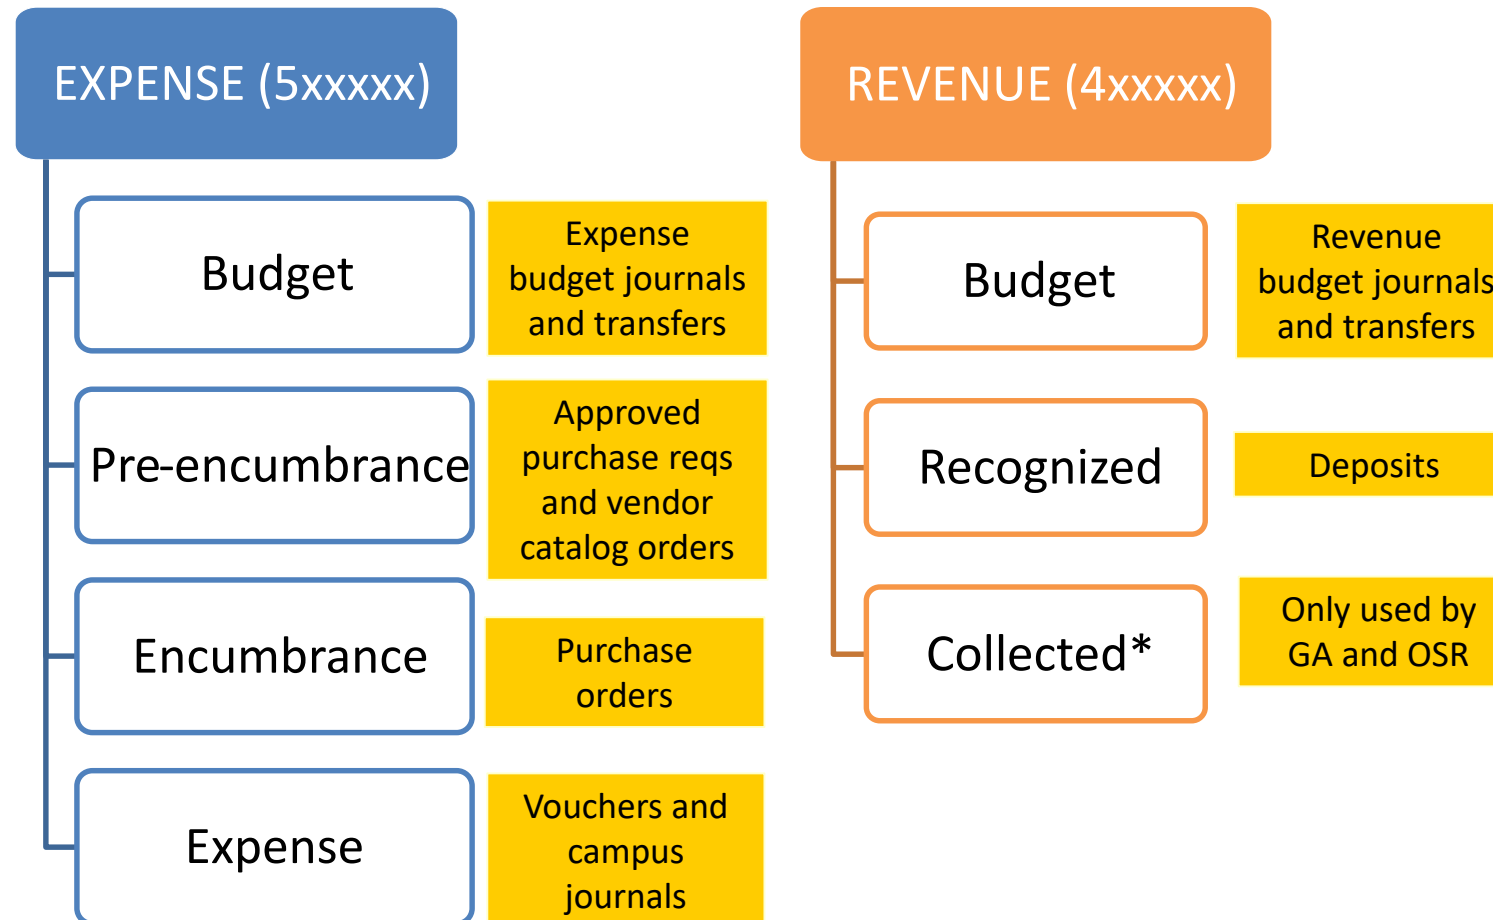 EXPENSE (5xxxxx)
Budget
Expense
budget journals
and transfers
Pre-encumbrance
Approved
purchase reqs
and vendor
catalog orders
Encumbrance
Purchase
orders
Expense
Vouchers and
campus
journals
REVENUE (4xxxxx)
Budget
Revenue
budget journals
and transfers
Recognized
Deposits
Collected*
Only used by
GA and OSR